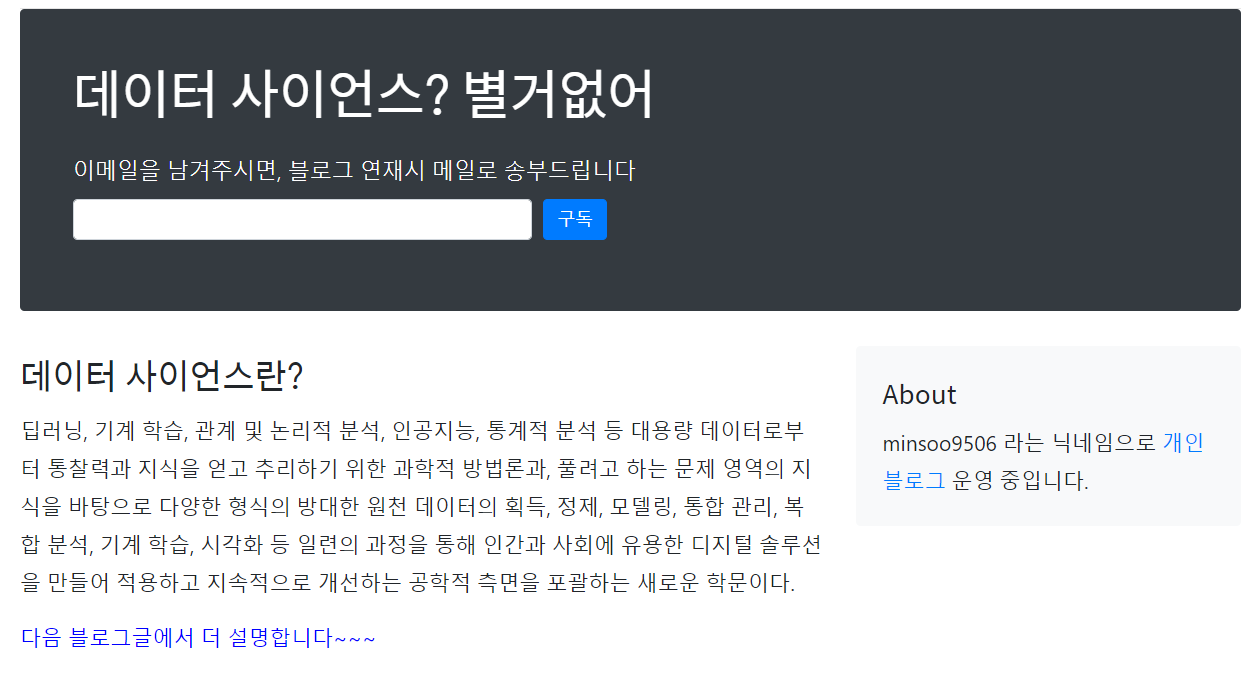 데이터 사이언스? 별거없어
이메일을 남겨주시면, 블로그 연재시 메일로 송부드립니다
구독
데이터 사이언스란?
딥러닝, 기계 학습, 관계 및 논리적 분석, 인공지능, 통계적 분석 등 대용량 데이터로부
터 통찰력과 지식을 얻고 추리하기 위한 과학적 방법론과, 풀려고 하는 문제 영역의 지
식을 바탕으로 다양한 형식의 방대한 원천 데이터의 획득, 정제, 모델링, 통합 관리, 복
합 분석, 기계 학습, 시각화 등 일련의 과정을 통해 인간과 사회에 유용한 디지털 솔루션
을 만들어 적용하고 지속적으로 개선하는 공학적 측면을 포괄하는 새로운 학문이다.
다음 블로그글에서 더 설명합니다~~~
About
minsoo9506 라는 닉네임으로 개인
블로그 운영 중입니다.